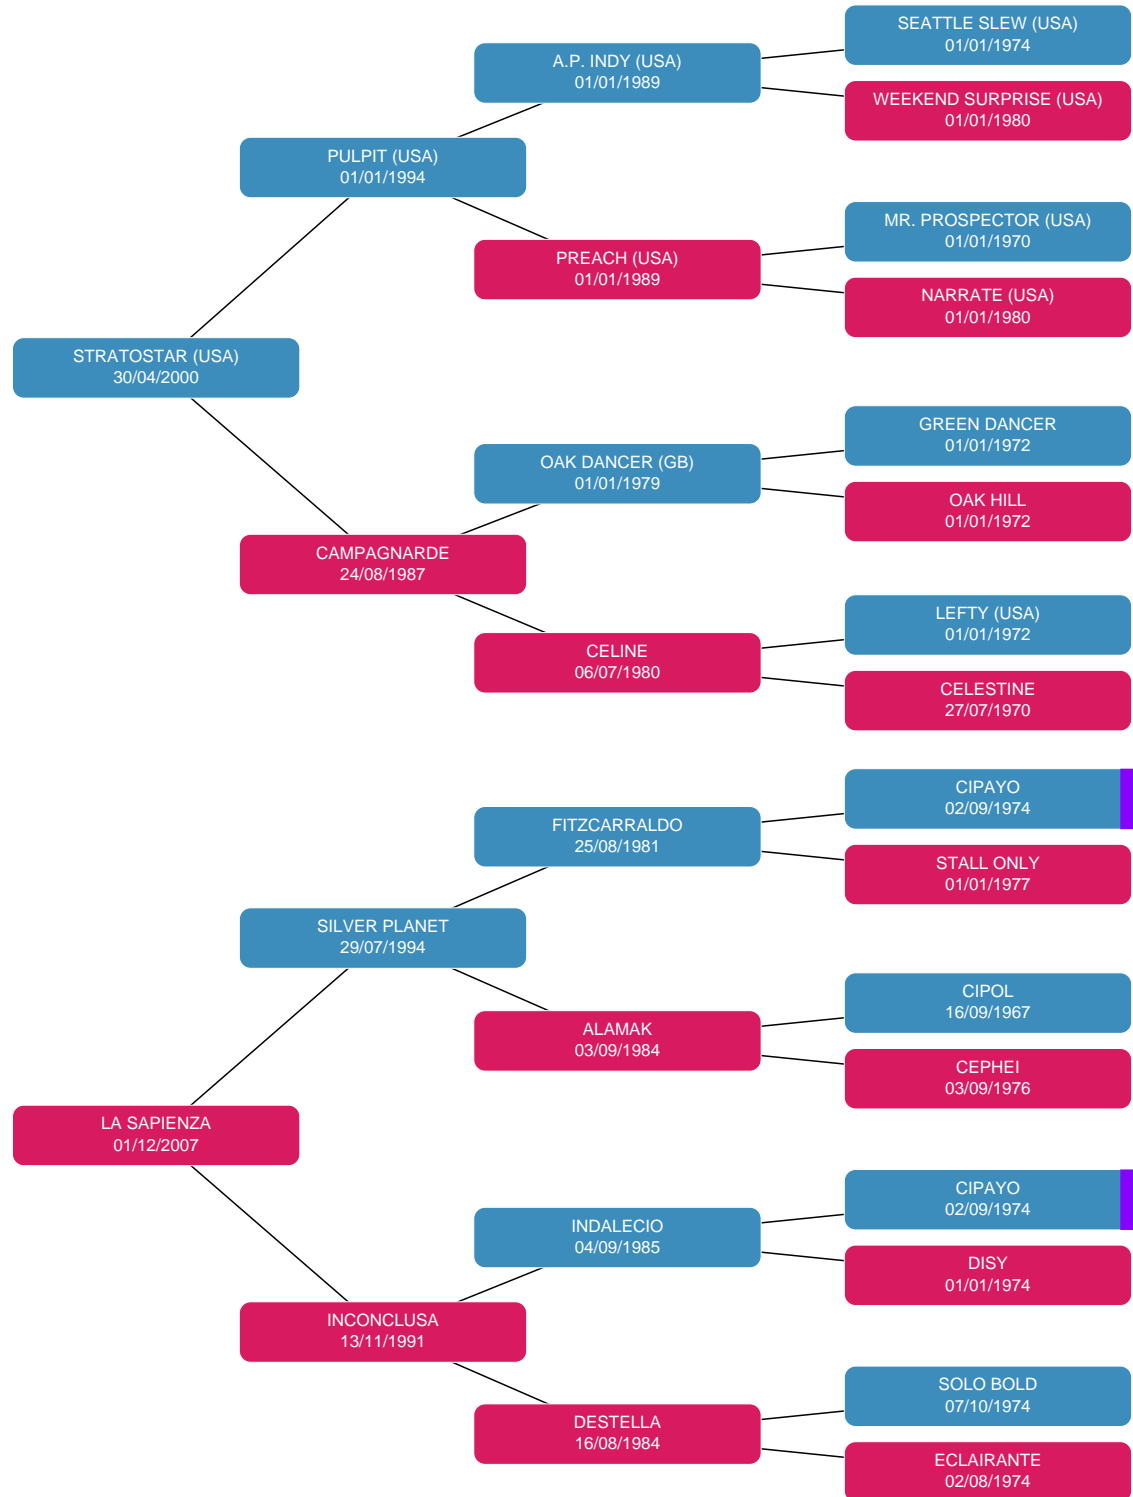 SEATTLE SLEW (USA)
01/01/1974
A.P. INDY (USA)
01/01/1989
WEEKEND SURPRISE (USA)
01/01/1980
PULPIT (USA)
01/01/1994
MR. PROSPECTOR (USA)
01/01/1970
PREACH (USA)
01/01/1989
NARRATE (USA)
01/01/1980
STRATOSTAR (USA)
30/04/2000
GREEN DANCER
01/01/1972
OAK DANCER (GB)
01/01/1979
OAK HILL
01/01/1972
CAMPAGNARDE
24/08/1987
LEFTY (USA)
01/01/1972
CELINE
06/07/1980
CELESTINE
27/07/1970
CIPAYO
02/09/1974
FITZCARRALDO
25/08/1981
STALL ONLY
01/01/1977
SILVER PLANET
29/07/1994
CIPOL
16/09/1967
ALAMAK
03/09/1984
CEPHEI
03/09/1976
LA SAPIENZA
01/12/2007
CIPAYO
02/09/1974
INDALECIO
04/09/1985
DISY
01/01/1974
INCONCLUSA
13/11/1991
SOLO BOLD
07/10/1974
DESTELLA
16/08/1984
ECLAIRANTE
02/08/1974